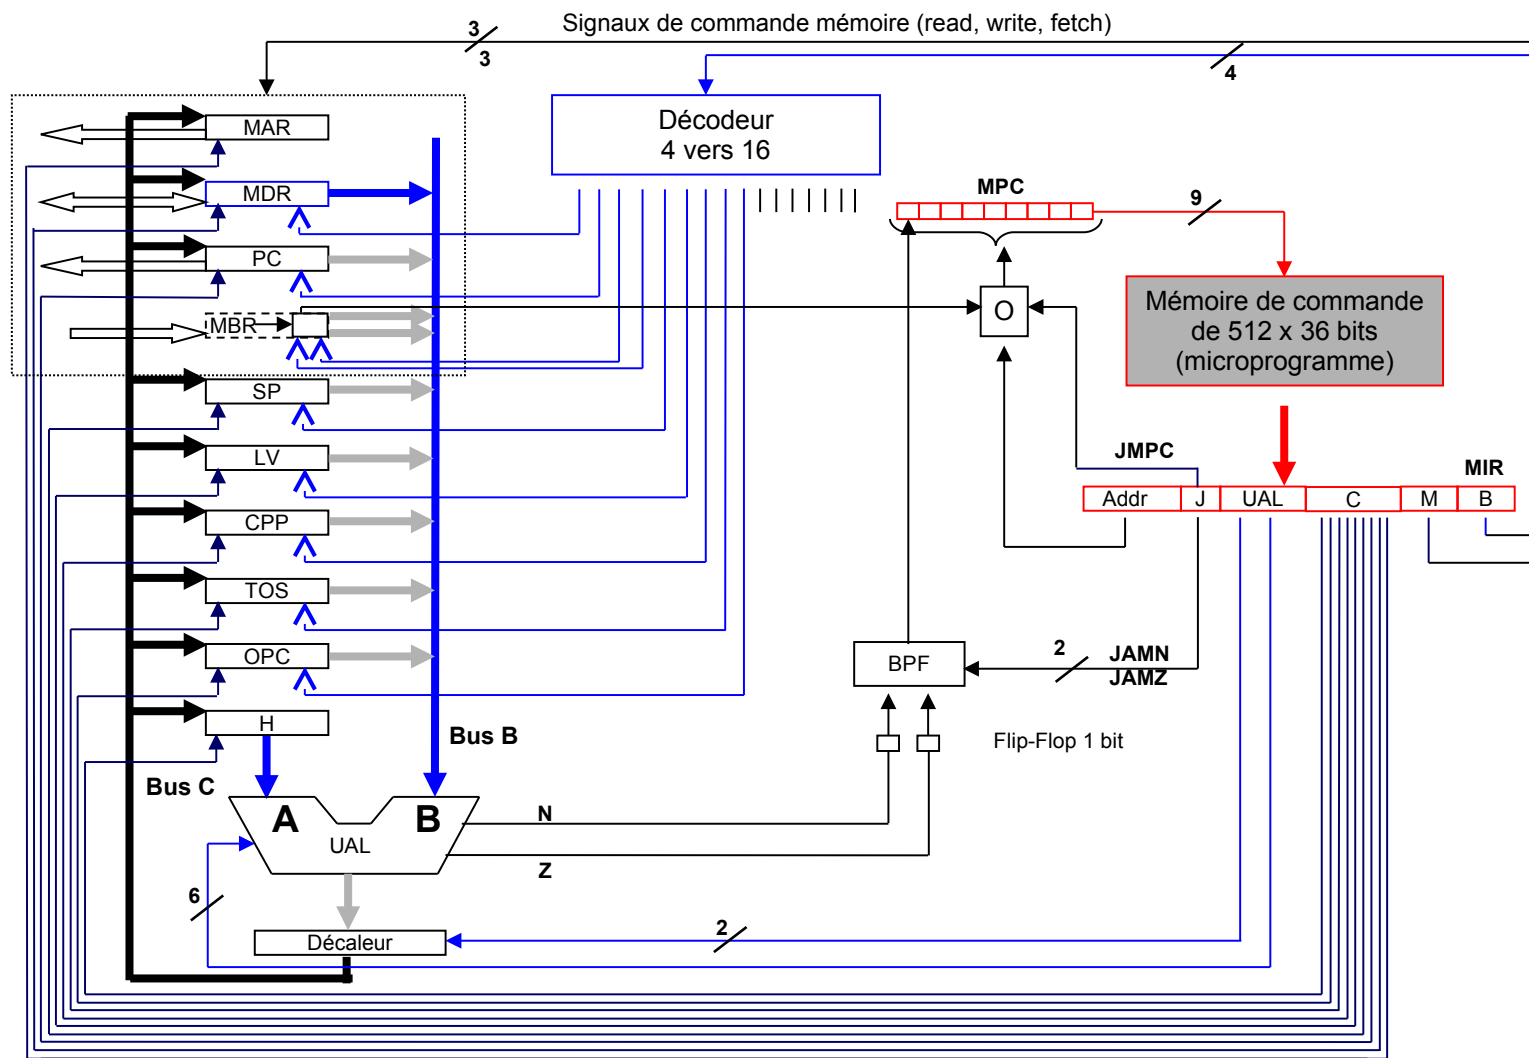 Signaux de commande mémoire (read, write, fetch)
3
3
4
MAR
Décodeur
4 vers 16
MDR
MPC
9
PC
Mémoire de commande
de 512 x 36 bits
(microprogramme)
O
MBR
SP
LV
JMPC
MIR
Addr
J
UAL
C
M
B
CPP
TOS
OPC
BPF
2
JAMN
JAMZ
H
Bus B
Flip-Flop 1 bit
Bus C
A
B
UAL
N
Z
6
2
Décaleur